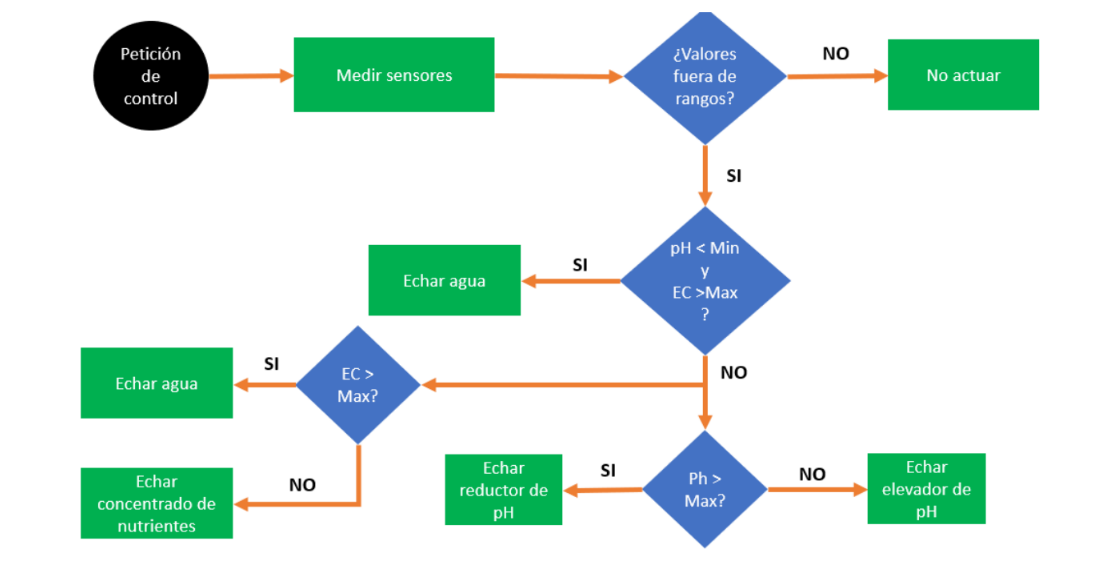 Petición
de
control
Medir sensores
¿Valores
fuera de
rangos?
NO
No actuar
SI
pH < Min
y
EC >Max
?
SI
Echar agua
NO
EC >
Max?
SI
Echar agua
NO
Echar
concentrado de
nutrientes
Ph >
Max?
SI
Echar
reductor de
pH
NO
Echar
elevador de
pH